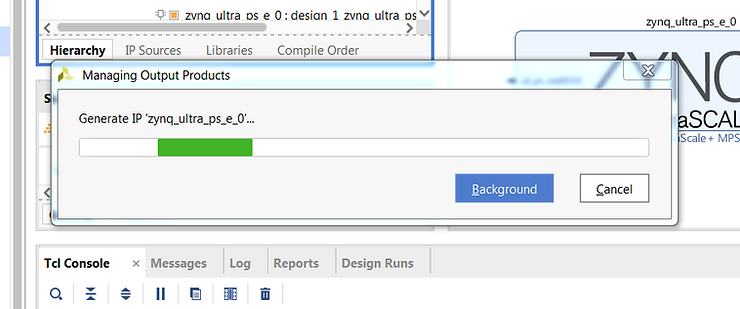 zynq_ultra_ps_e_0 : design_1_zynq_ultra_ps
Hierarchy IP Sources Libraries Compile Order
zynq_ultra_ps_e_0
ZYNQ
Managing Output Products
Generate IP 'zynq_ultra_ps_e_0'...
aSCAL
Scale+ MPS
Background Cancel
Tcl Console × Messages Log Reports Design Runs